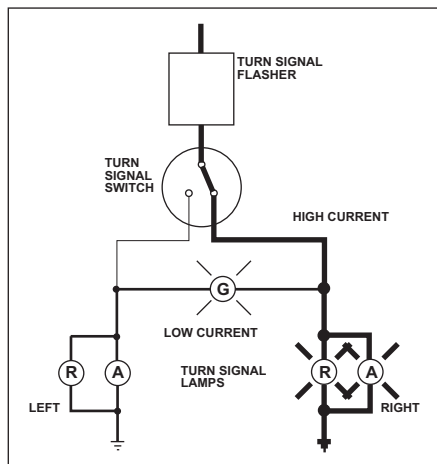 TURN SIGNAL
FLASHER
TURN
SIGNAL
SWITCH
HIGH CURRENT
G
LOW CURRENT
R
A
TURN SIGNAL
LAMPS
R
A
LEFT
RIGHT